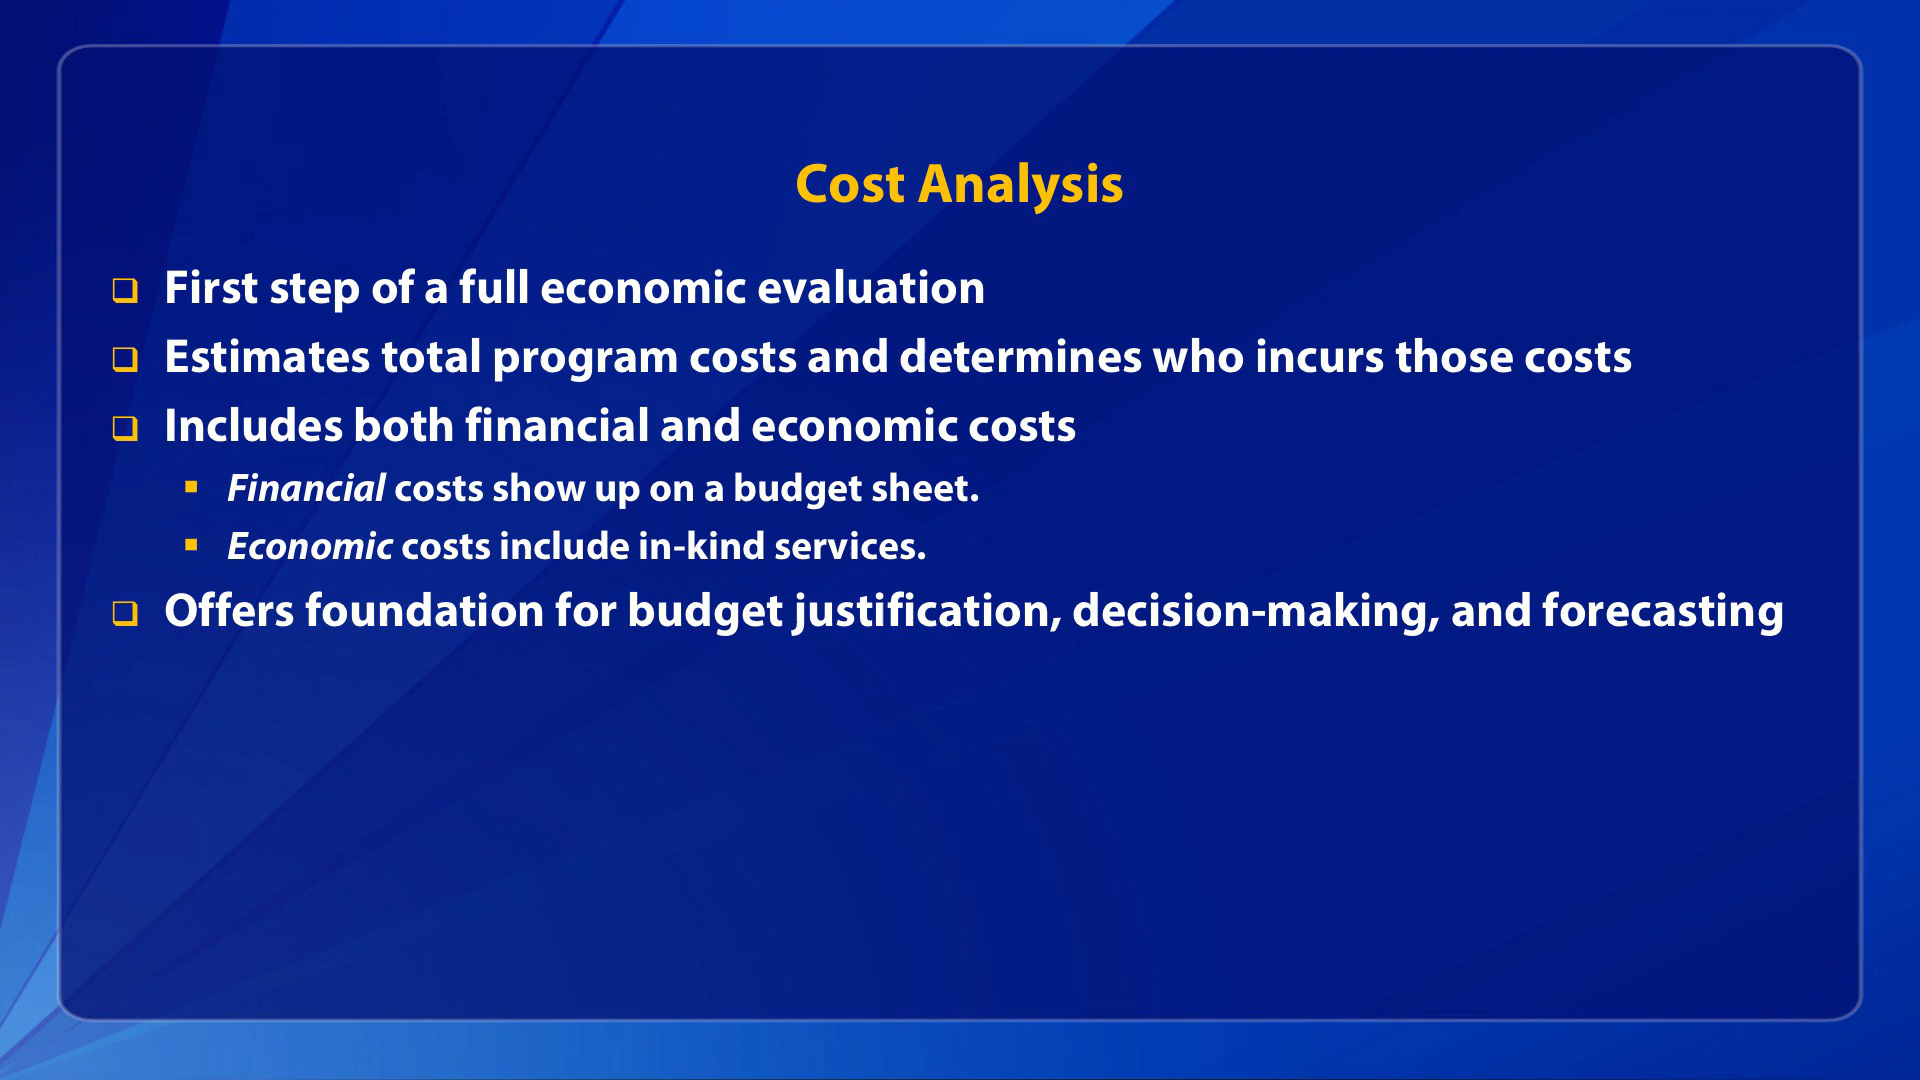 Cost Analysis
❑ First step of a full economic evaluation
❑ Estimates total program costs and determines who incurs those costs
❑ Includes both financial and economic costs
▪ Financial costs show up on a budget sheet.
▪ Economic costs include in-kind services.
❑ Offers foundation for budget justification, decision-making, and forecasting